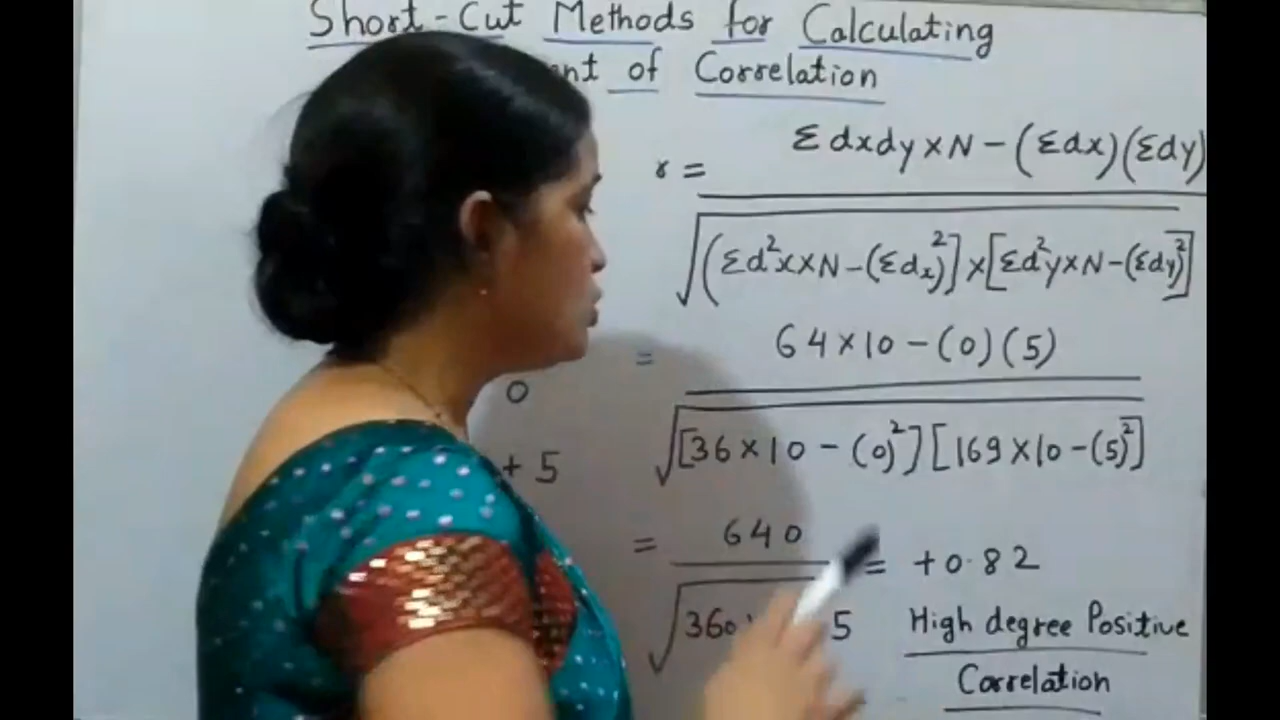 Short-Cut Methods for Calculating
of Correlation
r = Σdxdy×N-(Σdx)(Σdy)
√(Σd²x×N-(Σdx)²]×[Σd²y×N-(Σdy)²]
= 64×10-(0)(5)
√[36×10-(0)²][169×10-(5)²]
0
+5
= 640
= +0.82
√360 5
High degree Positive
Correlation